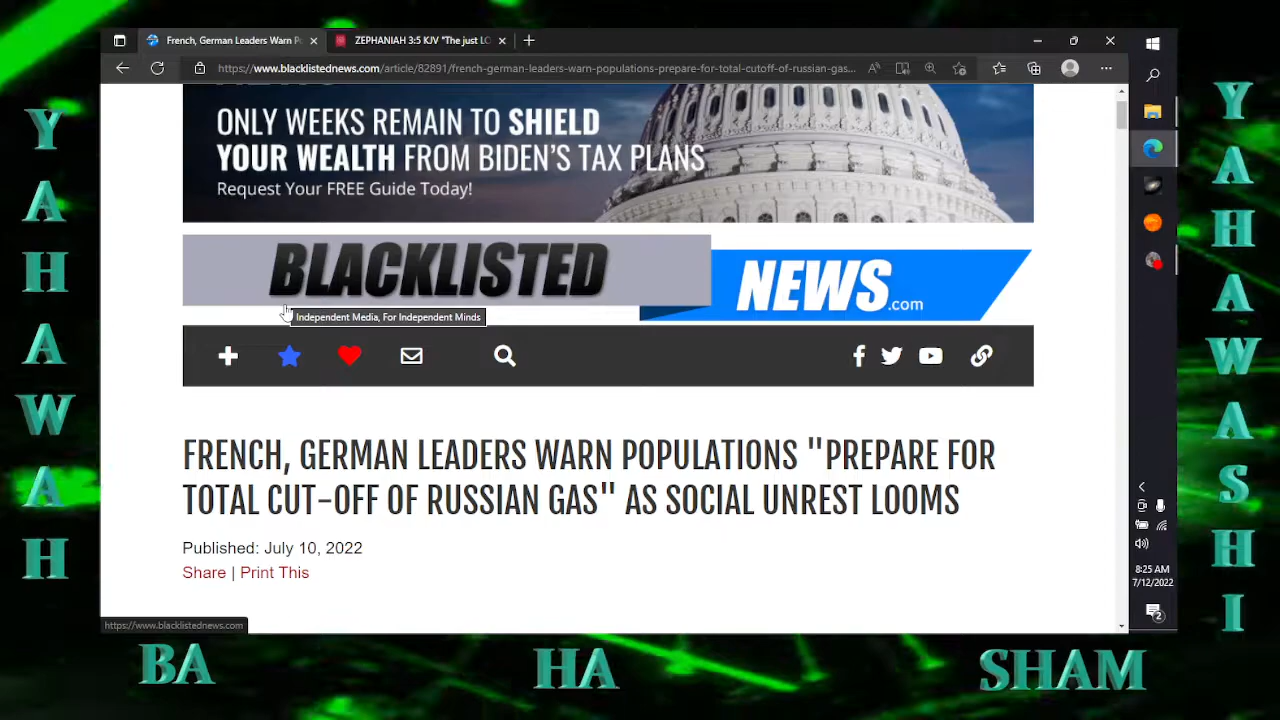 French, German Leaders Warn P
ZEPHANIAH 3:5 KJV "The just LO
https://www.blacklistednews.com/article/82891/french-german-leaders-warn-populations-prepare-for-total-cutoff-of-russian-gas...
ONLY WEEKS REMAIN TO SHIELD
YOUR WEALTH FROM BIDEN'S TAX PLANS
Request Your FREE Guide Today!
BLACKLISTED
NEWS.com
Independent Media, For Independent Minds
FRENCH, GERMAN LEADERS WARN POPULATIONS "PREPARE FOR
TOTAL CUT-OFF OF RUSSIAN GAS" AS SOCIAL UNREST LOOMS
Published: July 10, 2022
Share | Print This
https://www.blacklistednews.com
8:25 AM
7/12/2022
2
YAHAWAH
YAHAWASHI
BA HA SHAM